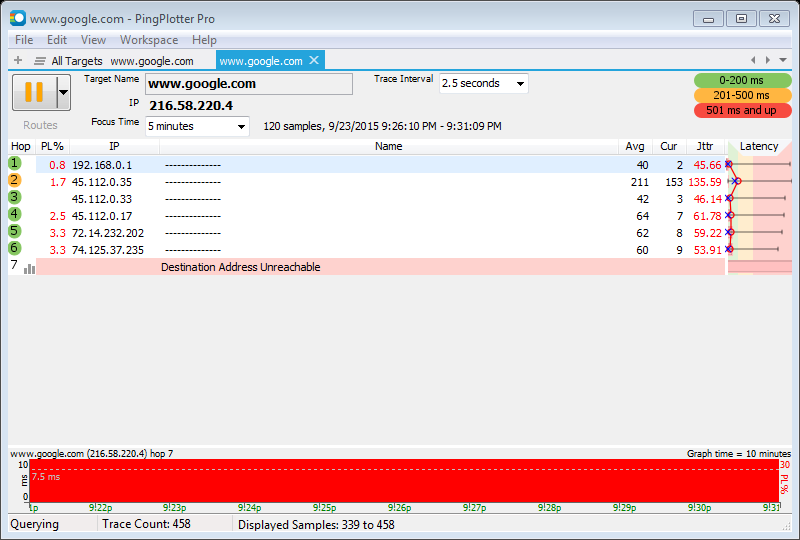 www.google.com - PingPlotter Pro
File Edit View Workspace Help
+ All Targets www.google.com www.google.com
Target Name www.google.com Trace Interval 2.5 seconds 0-200 ms
IP 216.58.220.4 201-500 ms
Routes Focus Time 5 minutes 120 samples, 9/23/2015 9:26:10 PM - 9:31:09 PM 501 ms and up
Hop PL% IP Name Avg Cur Jttr Latency
1 0.8 192.168.0.1 -------------- 40 2 45.66
2 1.7 45.112.0.35 -------------- 211 153 135.59
3 45.112.0.33 -------------- 42 3 46.14
4 2.5 45.112.0.17 -------------- 64 7 61.78
5 3.3 72.14.232.202 -------------- 62 8 59.22
6 3.3 74.125.37.235 -------------- 60 9 53.91
7 Destination Address Unreachable
www.google.com (216.58.220.4) hop 7 Graph time = 10 minutes
10 30
7.5 ms
ms PL%
0
1p 9:22p 9:23p 9:24p 9:25p 9:26p 9:27p 9:28p 9:29p 9:30p 9:31
Querying Trace Count: 458 Displayed Samples: 339 to 458